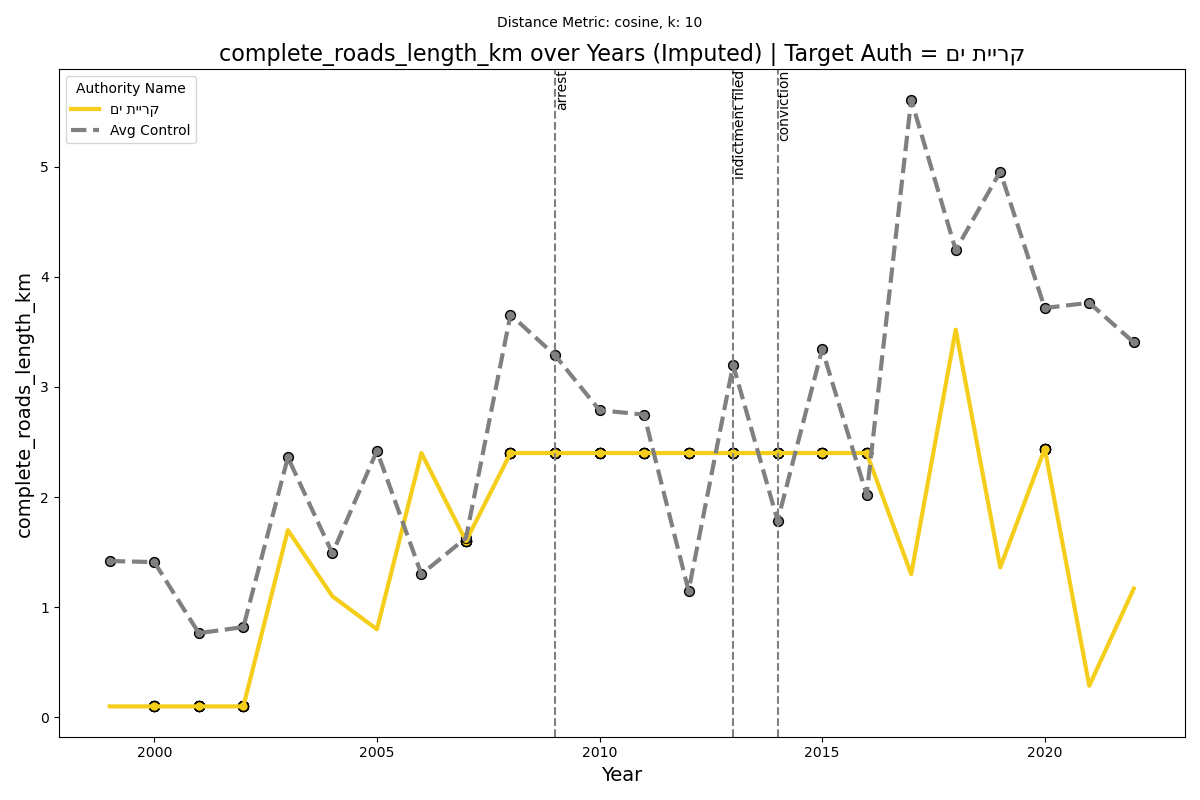 Distance Metric: cosine, k: 10
complete_roads_length_km over Years (Imputed) | Target Auth = קריית ים
Authority Name
קריית ים
Avg Control
arrest
indictment filed
conviction
complete_roads_length_km
5
4
3
2
1
0
2000
2005
2010
2015
2020
Year